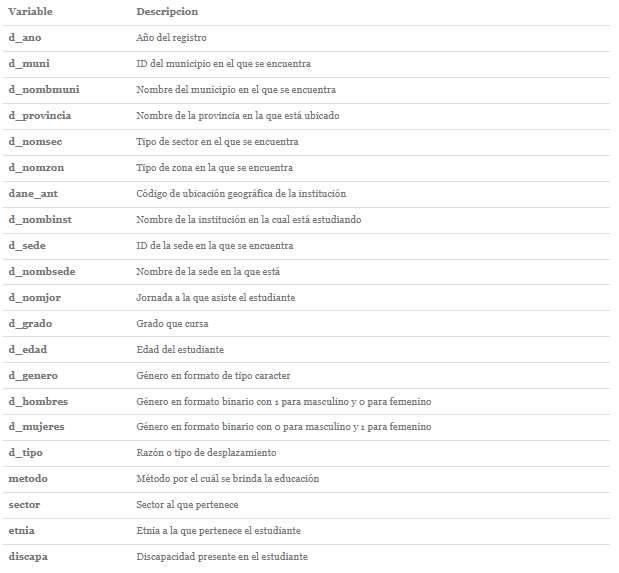 Variable Descripcion
d_ano Año del registro
d_muni ID del municipio en el que se encuentra
d_nombmuni Nombre del municipio en el que se encuentra
d_provincia Nombre de la provincia en la que está ubicado
d_nomsec Tipo de sector en el que se encuentra
d_nomzon Tipo de zona en la que se encuentra
dane_ant Código de ubicación geográfica de la institución
d_nombinst Nombre de la institución en la cual está estudiando
d_sede ID de la sede en la que se encuentra
d_nombsede Nombre de la sede en la que está
d_nomjor Jornada a la que asiste el estudiante
d_grado Grado que cursa
d_edad Edad del estudiante
d_genero Género en formato de tipo caracter
d_hombres Género en formato binario con 1 para masculino y 0 para femenino
d_mujeres Género en formato binario con 0 para masculino y 1 para femenino
d_tipo Razón o tipo de desplazamiento
metodo Método por el cuál se brinda la educación
sector Sector al que pertenece
etnia Etnia a la que pertenece el estudiante
discapa Discapacidad presente en el estudiante